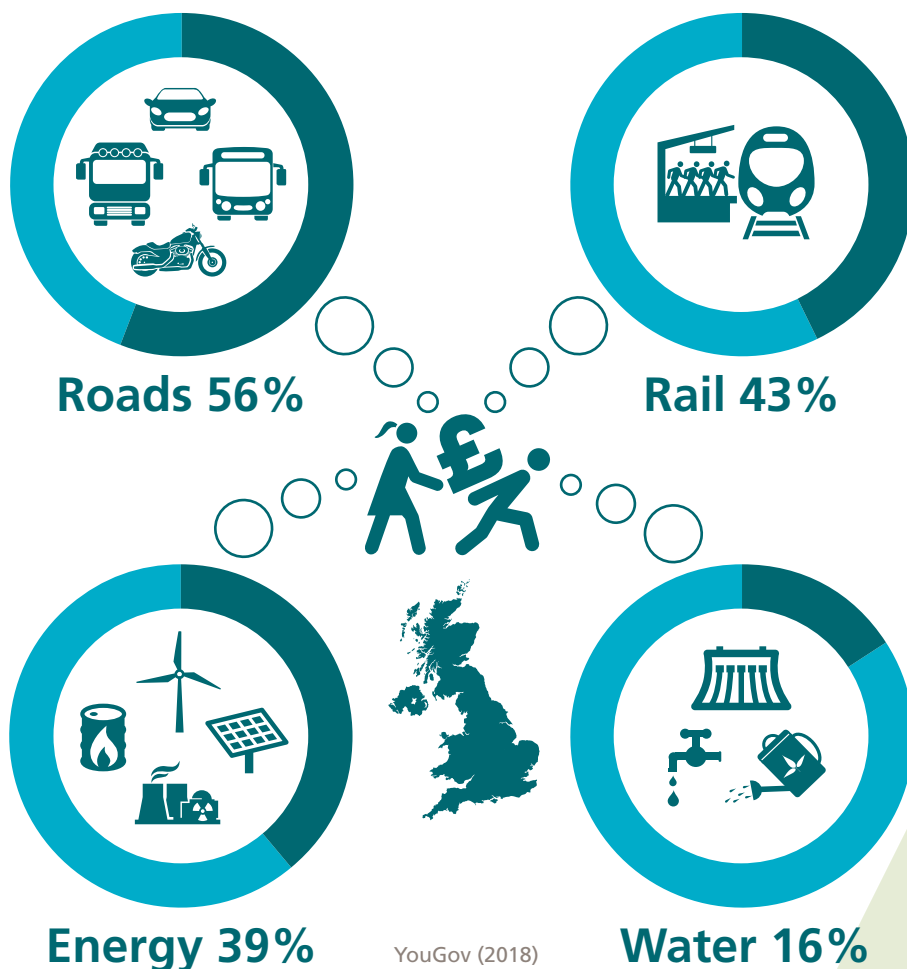 Roads 56%
Rail 43%
£
Energy 39%
YouGov (2018)
Water 16%